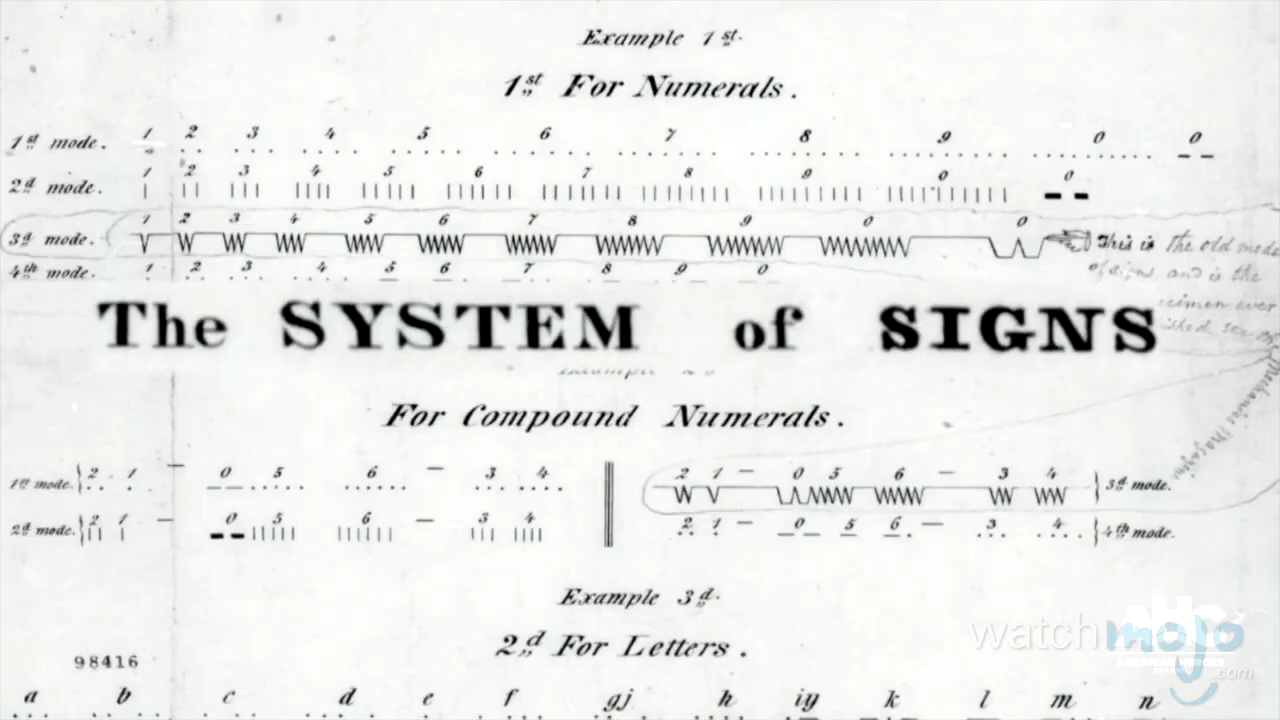 Example 1st.
1st For Numerals.
1st mode. 1 2 3 4 5 6 7 8 9 0 0
2d mode. 1 2 3 4 5 6 7 8 9 0 0
3d mode. 1 2 3 4 5 6 7 8 9 0 0
This is the old mode
of signs and is the
4th mode. 1 2 3 4 5 6 7 8 9 0
The SYSTEM of SIGNS
For Compound Numerals.
1st mode. 2 1 — 0 5 6 — 3 4
2d mode. 2 1 — 0 5 6 — 3 4
2 1 — 0 5 6 — 3 4 3d mode.
2 1 — 0 5 6 — 3 4 4th mode.
Example 3d.
2d For Letters.
98416
a b c d e f gj h iy k l m n
watchmojo.com
AHC
AMERICAN HEROES
CHANNEL